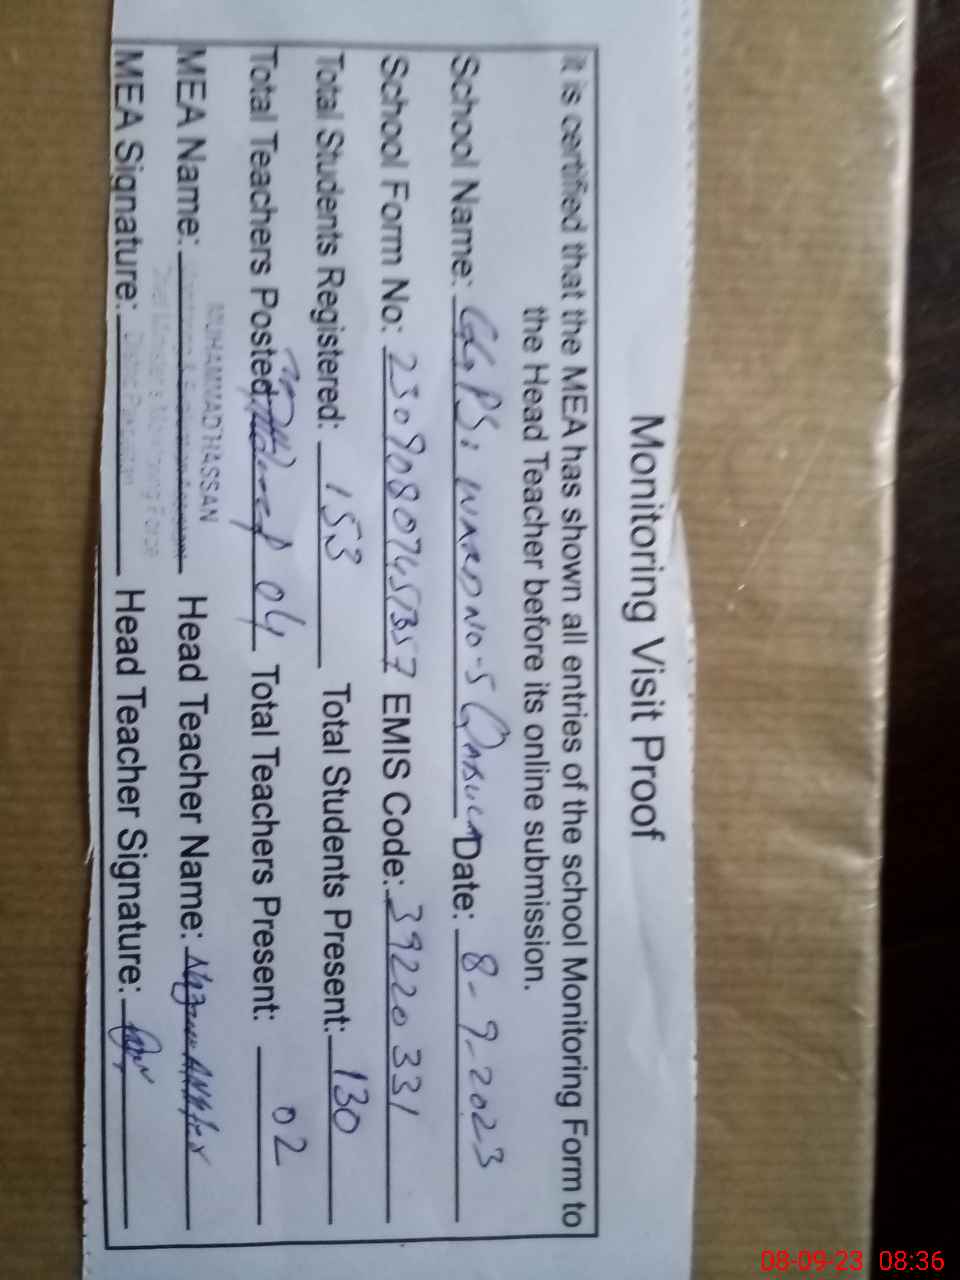 Monitoring Visit Proof
it is certified that the MEA has shown all entries of the school Monitoring Form to
the Head Teacher before its online submission.
School Name: GGPS: WARD NO-5 QABULA Date: 8-9-2023
School Form No: 23090807451357 EMIS Code: 39220331
Total Students Registered: 153 Total Students Present: 130
Total Teachers Posted: 04 Total Teachers Present: 02
MUHAMMAD HASSAN
MEA Name: Head Teacher Name:
MEA Signature: Head Teacher Signature:
08-09-23 08:36